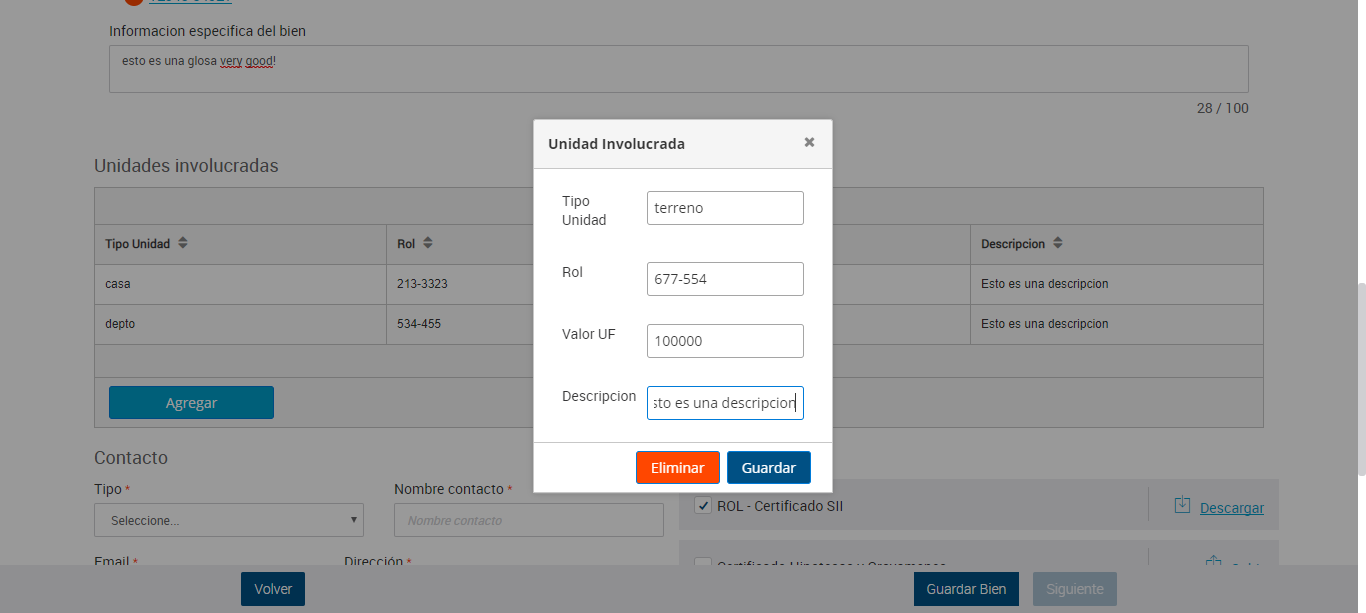 Informacion especifica del bien
esto es una glosa very good!
28 / 100
Unidad Involucrada
Unidades involucradas
Tipo Unidad
Rol
Descripcion
casa
213-3323
Esto es una descripcion
depto
534-455
Esto es una descripcion
Agregar
Tipo
Unidad
terreno
Rol
677-554
Valor UF
100000
Descripcion
sto es una descripcion
Eliminar
Guardar
Contacto
Tipo *
Nombre contacto *
Seleccione...
Nombre contacto
ROL - Certificado SII
Descargar
Email *
Dirección *
Volver
Guardar Bien
Siguiente